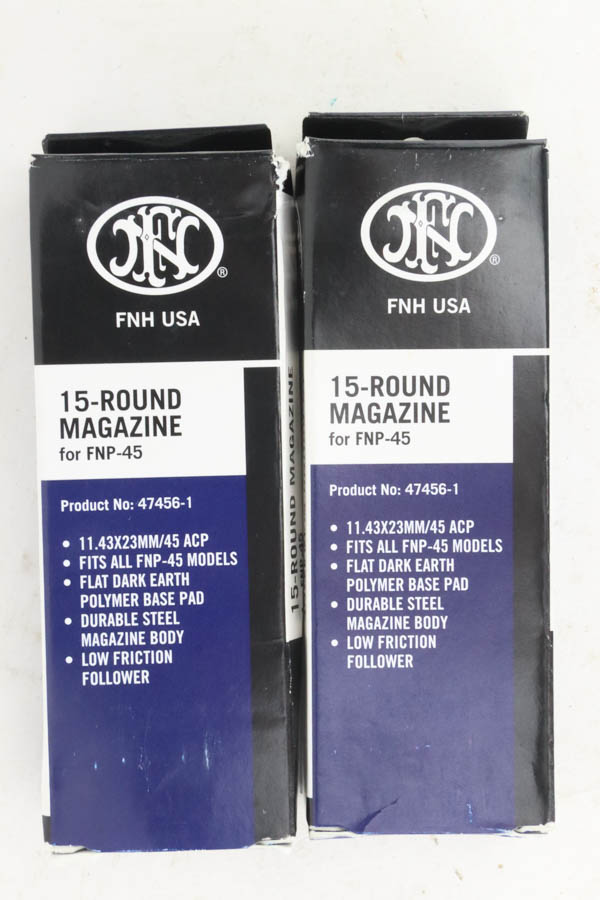 FN
®
FNH USA
15-ROUND
MAGAZINE
for FNP-45
Product No: 47456-1
• 11.43X23MM/45 ACP
• FITS ALL FNP-45 MODELS
• FLAT DARK EARTH
POLYMER BASE PAD
• DURABLE STEEL
MAGAZINE BODY
• LOW FRICTION
FOLLOWER
15-ROUND MAGAZINE
FN
®
FNH USA
15-ROUND
MAGAZINE
for FNP-45
Product No: 47456-1
• 11.43X23MM/45 ACP
• FITS ALL FNP-45 MODELS
• FLAT DARK EARTH
POLYMER BASE PAD
• DURABLE STEEL
MAGAZINE BODY
• LOW FRICTION
FOLLOWER